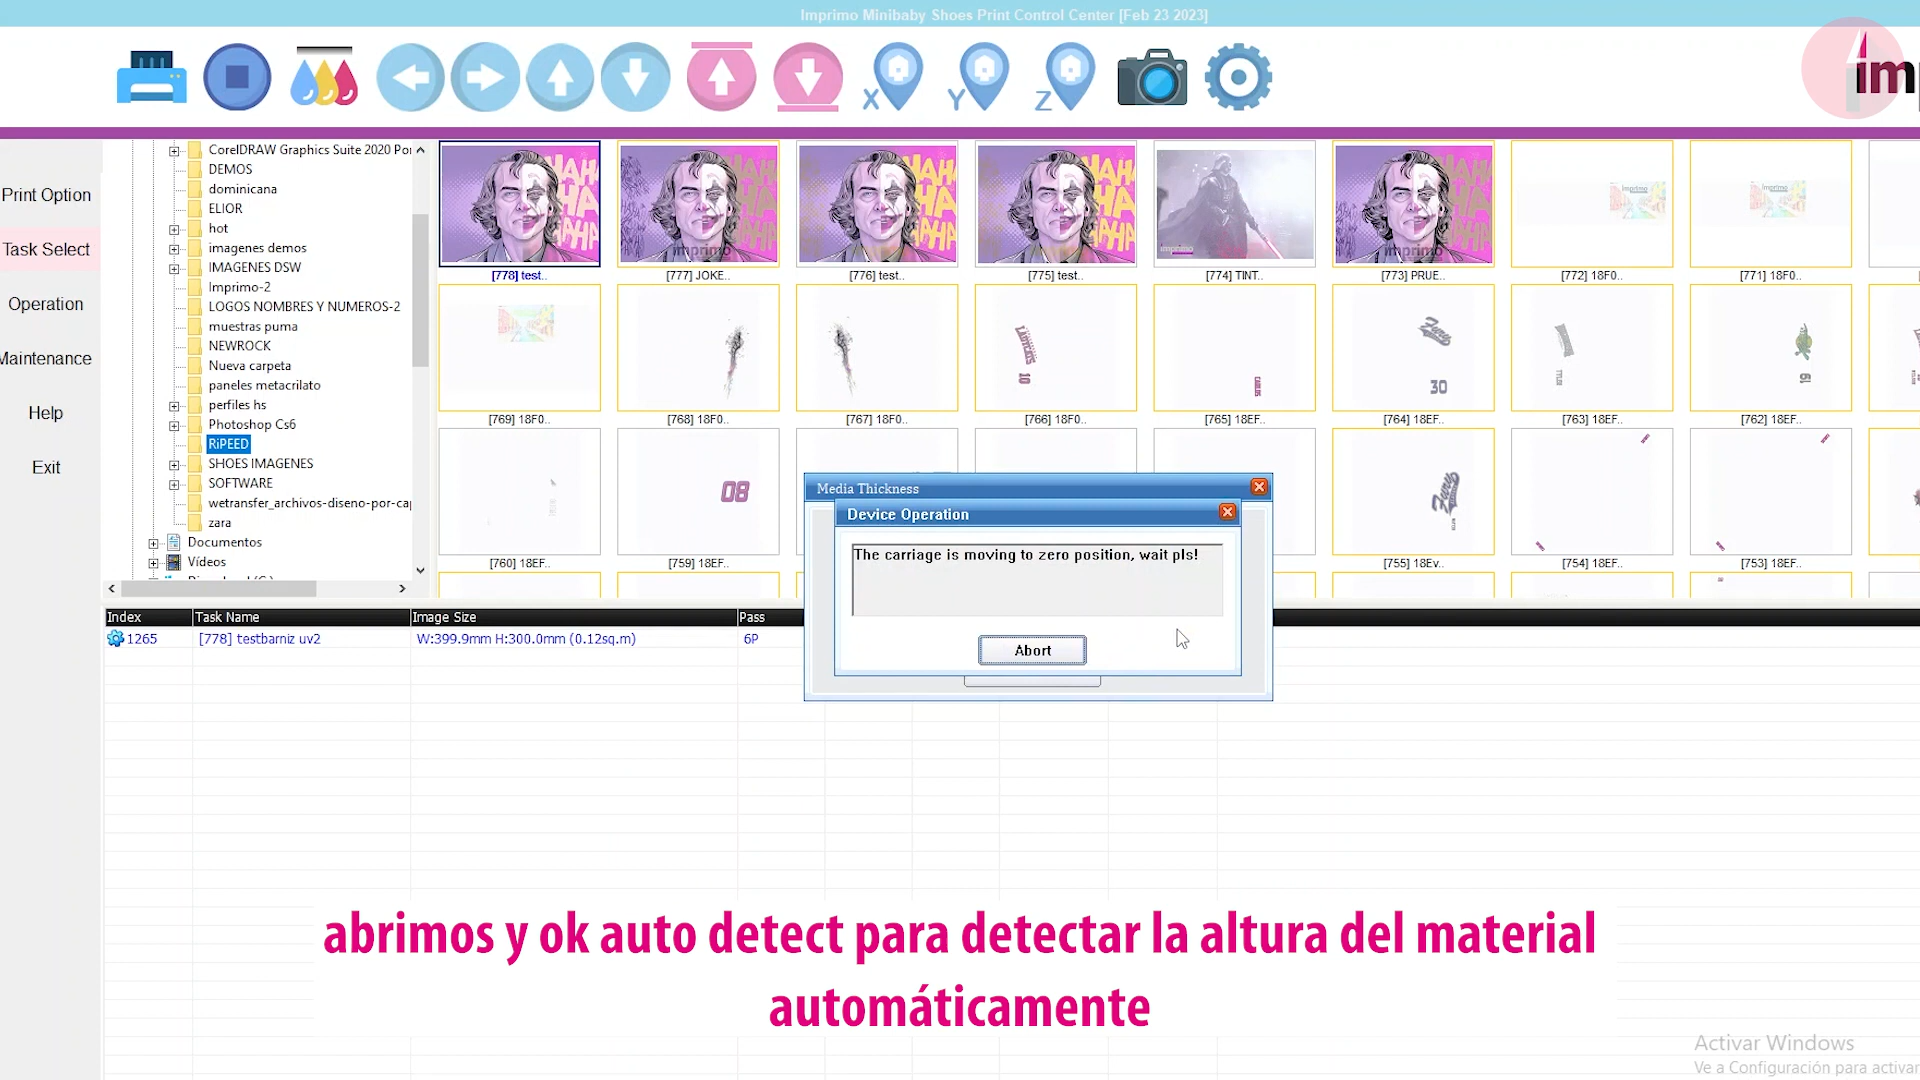 Imprimo Minibaby Shoes Print Control Center [Feb 23 2023]
X
Y
Z
im
Print Option
Task Select
Operation
Maintenance
Help
Exit
CorelDRAW Graphics Suite 2020 Por
DEMOS
dominicana
ELIOR
hot
imagenes demos
IMAGENES DSW
Imprimo-2
LOGOS NOMBRES Y NUMEROS-2
muestras puma
NEWROCK
Nueva carpeta
paneles metacrilato
perfiles hs
Photoshop Cs6
RiPEED
SHOES IMAGENES
SOFTWARE
wetransfer_archivos-diseno-por-cap
zara
Documentos
Vídeos
[778] test..
[777] JOKE..
[776] test..
[775] test..
[774] TINT..
[773] PRUE..
[772] 18F0..
[771] 18F0..
[769] 18F0..
[768] 18F0..
[767] 18F0..
[766] 18F0..
[765] 18EF..
[764] 18EF..
[763] 18EF..
[762] 18EF..
[760] 18EF..
[759] 18EF..
[755] 18Ev..
[754] 18EF..
[753] 18EF..
Media Thickness
Device Operation
The carriage is moving to zero position, wait pls!
Abort
Index
Task Name
Image Size
Pass
1265
[778] testbarniz uv2
W:399.9mm H:300.0mm (0.12sq.m)
6P
abrimos y ok auto detect para detectar la altura del material
automáticamente
Activar Windows
Ve a Configuración para activar